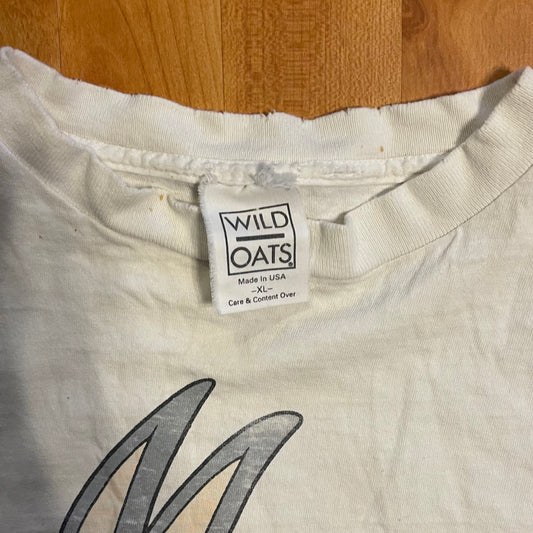 WILD
OATS®
Made in USA
–XL–
Care & Content Over